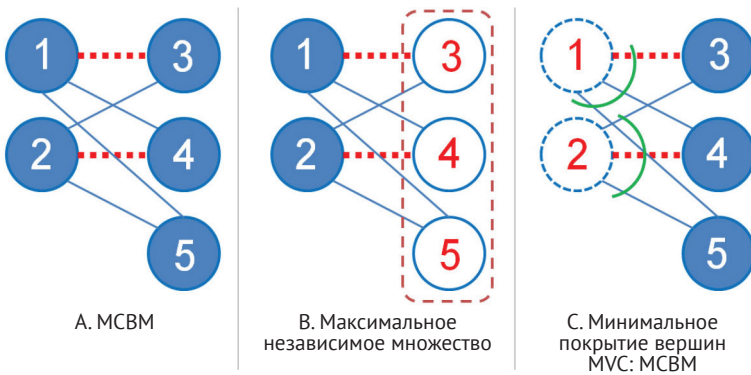 1 3
2 4
5
A. MCBM
1 3
2 4
5
B. Максимальное
независимое множество
1 3
2 4
5
C. Минимальное
покрытие вершин
MVC: MCBM